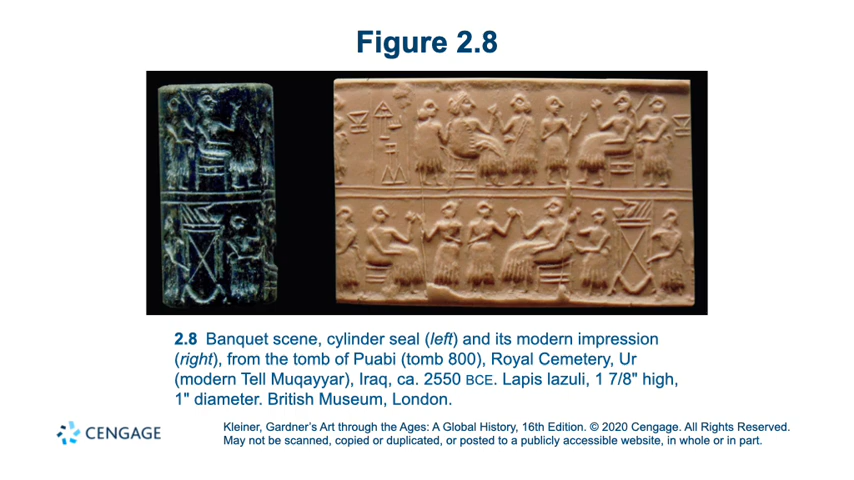 Figure 2.8
2.8 Banquet scene, cylinder seal (left) and its modern impression
(right), from the tomb of Puabi (tomb 800), Royal Cemetery, Ur
(modern Tell Muqayyar), Iraq, ca. 2550 BCE. Lapis lazuli, 1 7/8" high,
1" diameter. British Museum, London.
CENGAGE
Kleiner, Gardner’s Art through the Ages: A Global History, 16th Edition. © 2020 Cengage. All Rights Reserved.
May not be scanned, copied or duplicated, or posted to a publicly accessible website, in whole or in part.